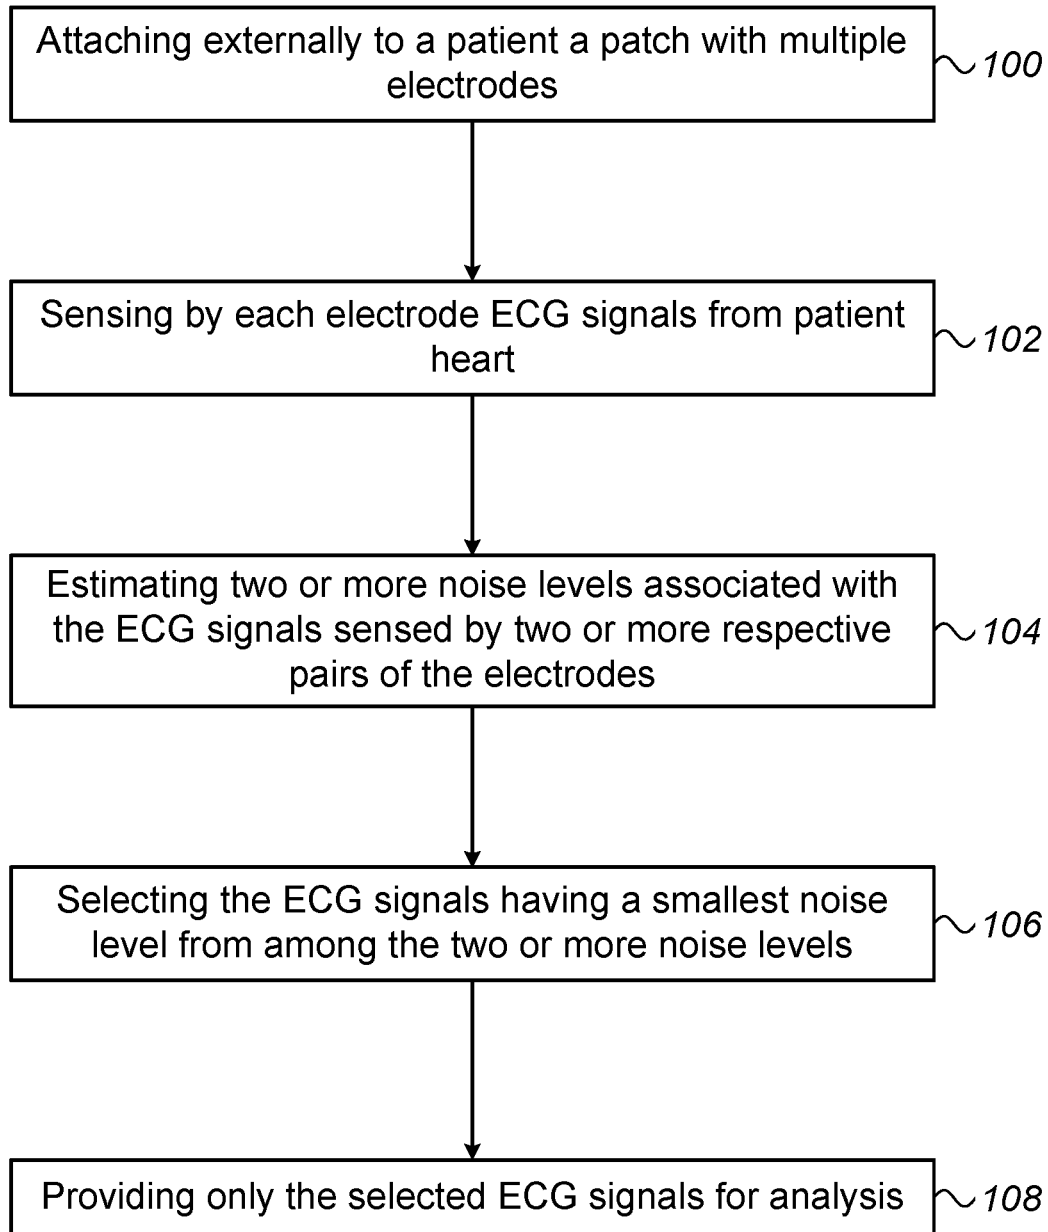 Attaching externally to a patient a patch with multiple
electrodes
100
Sensing by each electrode ECG signals from patient
heart
102
Estimating two or more noise levels associated with
the ECG signals sensed by two or more respective
pairs of the electrodes
104
Selecting the ECG signals having a smallest noise
level from among the two or more noise levels
106
Providing only the selected ECG signals for analysis
108